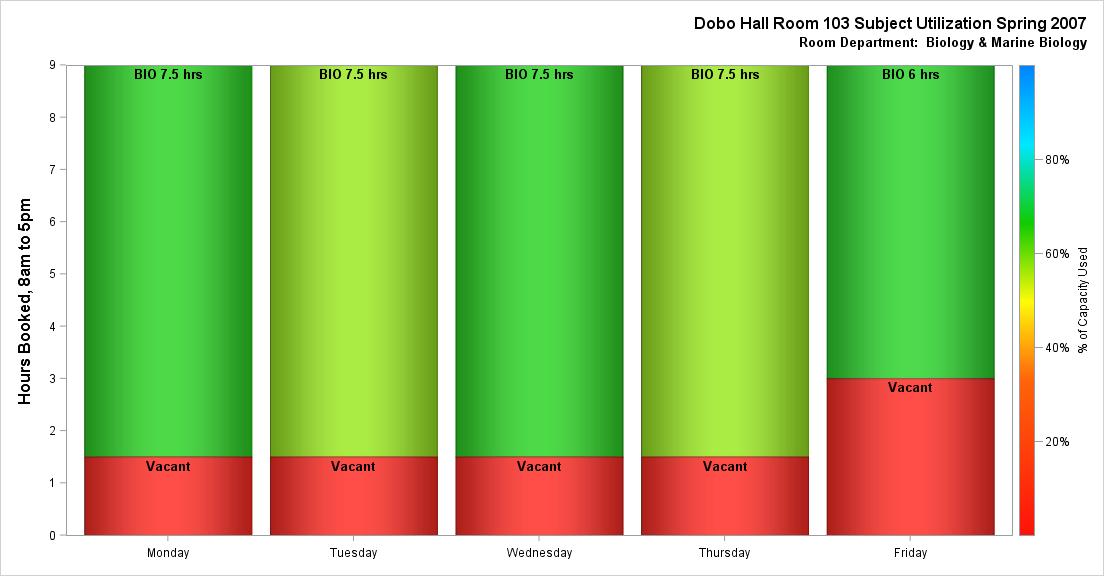 Dobo Hall Room 103 Subject Utilization Spring 2007
Room Department:  Biology & Marine Biology
Hours Booked, 8am to 5pm
9
8
7
6
5
4
3
2
1
0
BIO 7.5 hrs
Vacant
BIO 7.5 hrs
Vacant
BIO 7.5 hrs
Vacant
BIO 7.5 hrs
Vacant
BIO 6 hrs
Vacant
Monday
Tuesday
Wednesday
Thursday
Friday
80%
60%
40%
20%
% of Capacity Used